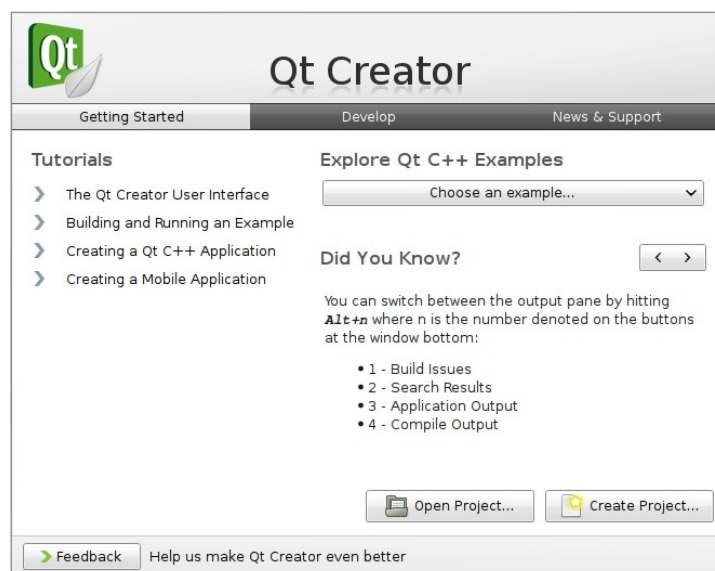 Qt
Qt Creator
Getting Started
Develop
News & Support
Tutorials
The Qt Creator User Interface
Building and Running an Example
Creating a Qt C++ Application
Creating a Mobile Application
Explore Qt C++ Examples
Choose an example...
Did You Know?
You can switch between the output pane by hitting
Alt+n where n is the number denoted on the buttons
at the window bottom:
• 1 - Build Issues
• 2 - Search Results
• 3 - Application Output
• 4 - Compile Output
Open Project...
Create Project...
Feedback
Help us make Qt Creator even better